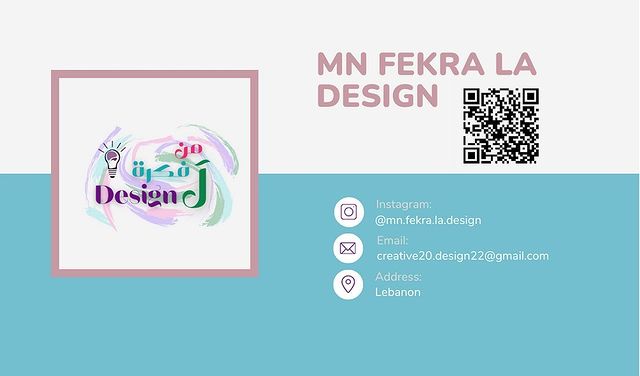 MN FEKRA LA
DESIGN
من
فكرة
Design لَ
Instagram:
@mn.fekra.la.design
Email:
creative20.design22@gmail.com
Address:
Lebanon